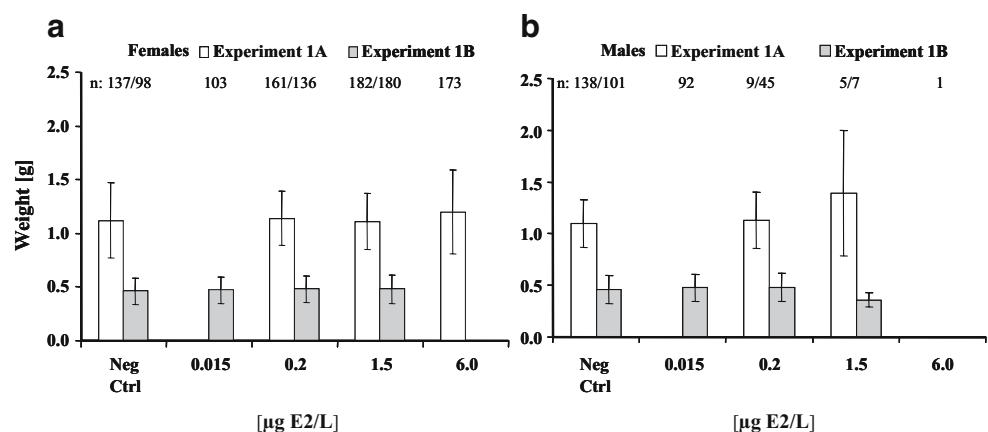 a
Females Experiment 1A Experiment 1B
n: 137/98 103 161/136 182/180 173
2.5
2.0
1.5
1.0
0.5
0.0
Weight [g]
Neg Ctrl 0.015 0.2 1.5 6.0
[µg E2/L]
b
Males Experiment 1A Experiment 1B
n: 138/101 92 9/45 5/7 1
2.5
2.0
1.5
1.0
0.5
0.0
Neg Ctrl 0.015 0.2 1.5 6.0
[µg E2/L]